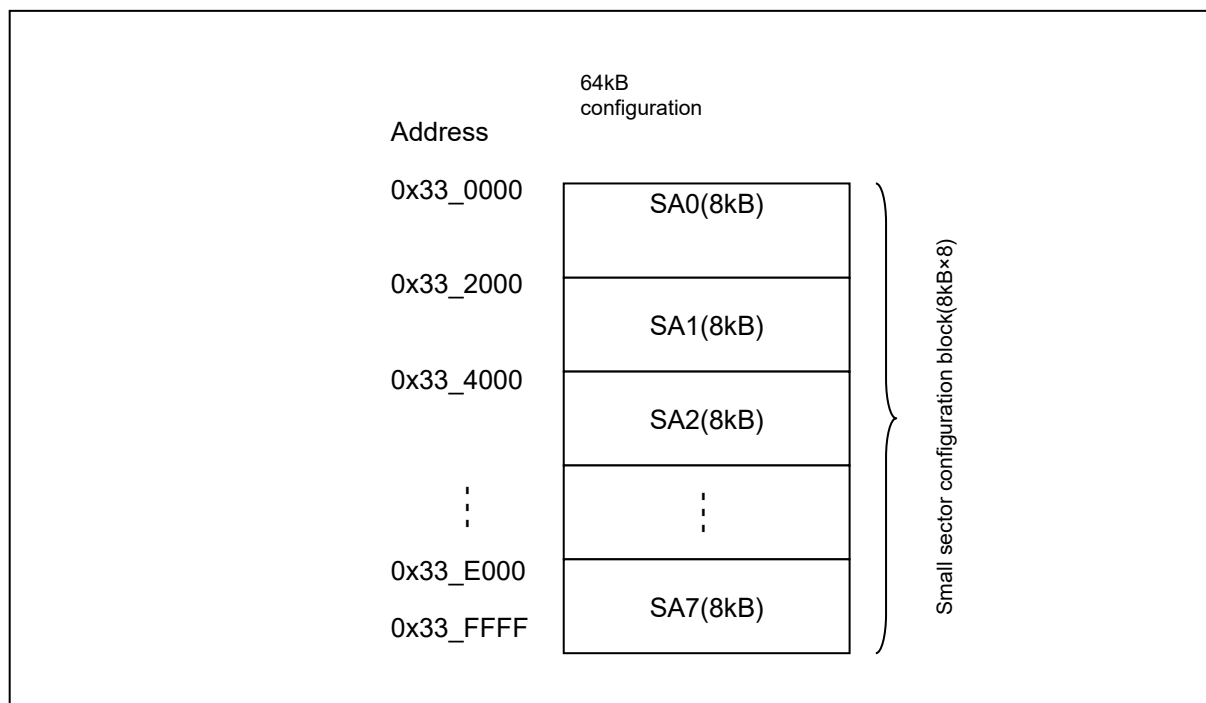 64kB
configuration
Address
0x33_0000
SA0(8kB)
0x33_2000
SA1(8kB)
0x33_4000
SA2(8kB)
0x33_E000
SA7(8kB)
0x33_FFFF
Small sector configuration block(8kB×8)